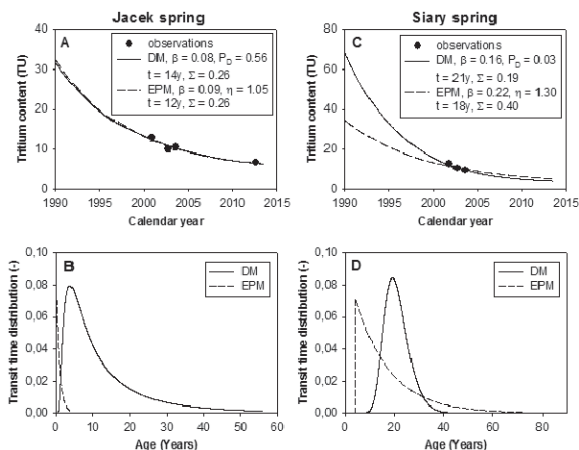 Jacek spring
Siary spring
A
observations
DM, β = 0.08, PD = 0.56
t = 14y, Σ = 0.26
EPM, β = 0.09, η = 1.05
t = 12y, Σ = 0.26
Tritium content (TU)
40
30
20
10
0
1990 1995 2000 2005 2010 2015
Calendar year
C
observations
DM, β = 0.16, PD = 0.03
t = 21y, Σ = 0.19
EPM, β = 0.22, η = 1.30
t = 18y, Σ = 0.40
Tritium content (TU)
80
60
40
20
0
1990 1995 2000 2005 2010 2015
Calendar year
B
DM
EPM
Transit time distribution (-)
0,10
0,08
0,06
0,04
0,02
0,00
0 10 20 30 40 50 60
Age (Years)
D
DM
EPM
Transit time distribution (-)
0,10
0,08
0,06
0,04
0,02
0,00
0 20 40 60 80
Age (Years)